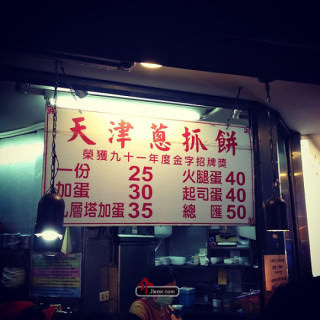 天津蔥抓餅
榮獲九十一年度金字招牌獎
一份 25 火腿蛋 40
加蛋 30 起司蛋 40
九層塔加蛋 35 總匯 50